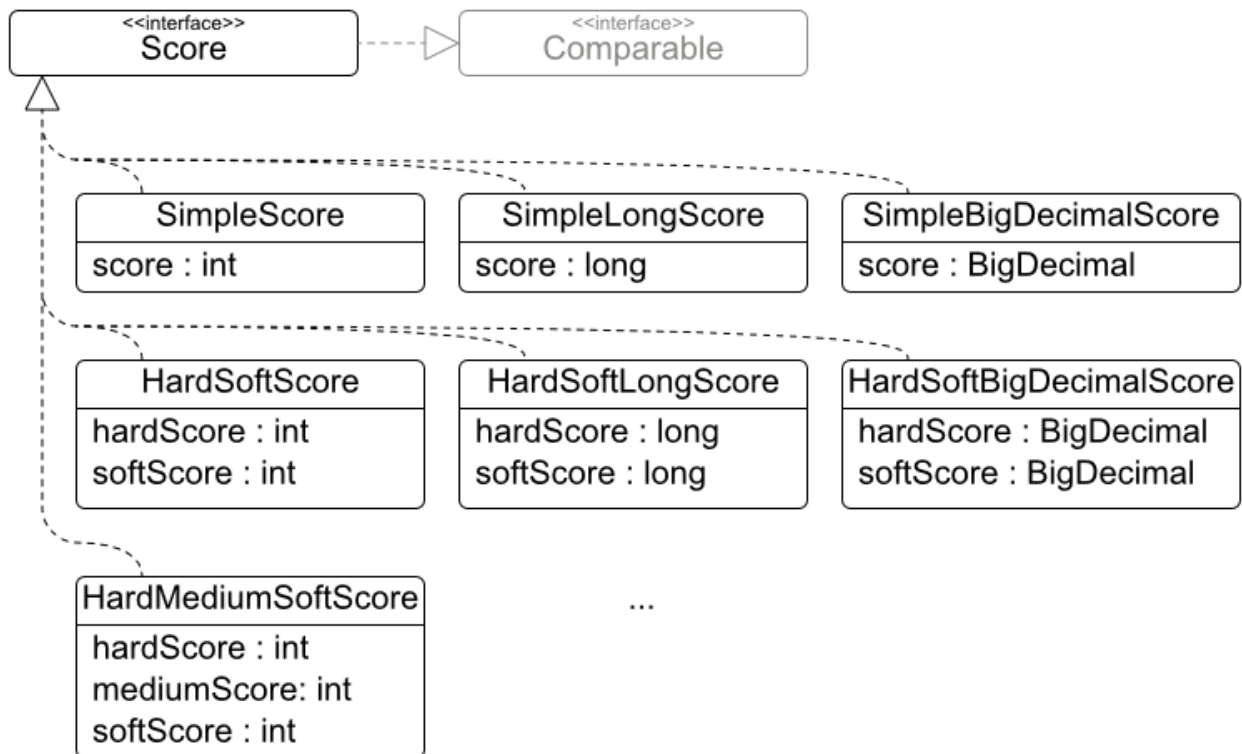 <<interface>>
Score
<<interface>>
Comparable
SimpleScore
score : int
SimpleLongScore
score : long
SimpleBigDecimalScore
score : BigDecimal
HardSoftScore
hardScore : int
softScore : int
HardSoftLongScore
hardScore : long
softScore : long
HardSoftBigDecimalScore
hardScore : BigDecimal
softScore : BigDecimal
HardMediumSoftScore
hardScore : int
mediumScore: int
softScore : int
...